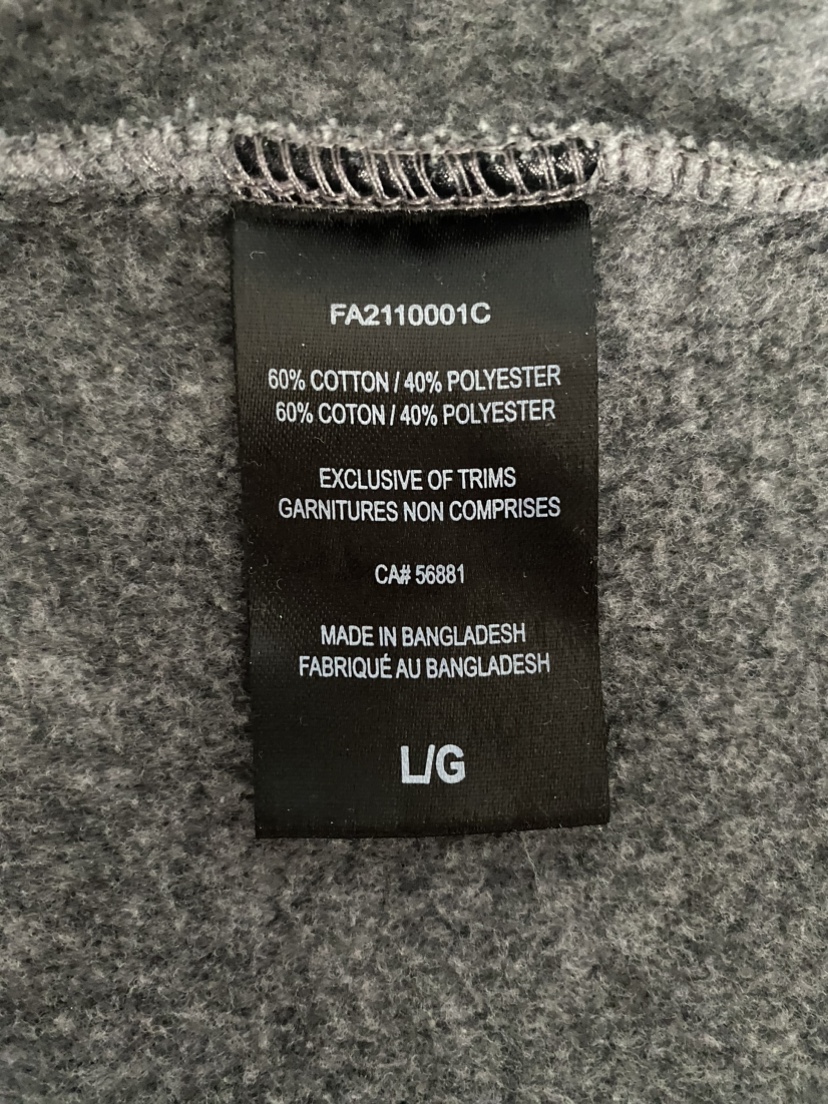 FA2110001C
60% COTTON / 40% POLYESTER
60% COTON / 40% POLYESTER
EXCLUSIVE OF TRIMS
GARNITURES NON COMPRISES
CA# 56881
MADE IN BANGLADESH
FABRIQUÉ AU BANGLADESH
L/G